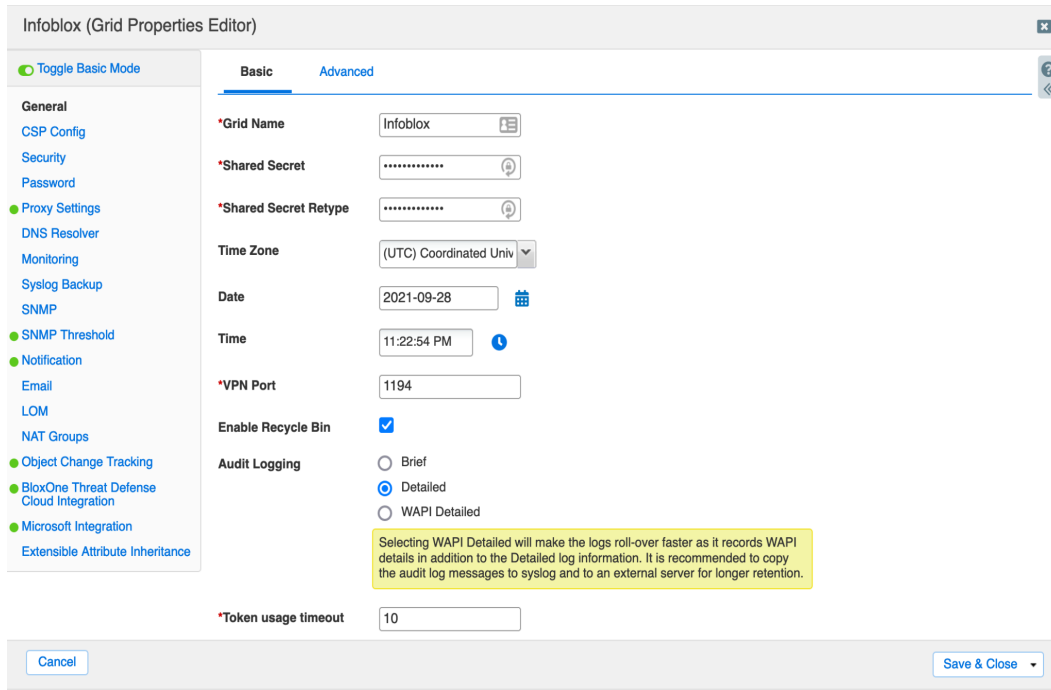 Infoblox (Grid Properties Editor)
Toggle Basic Mode
General
CSP Config
Security
Password
Proxy Settings
DNS Resolver
Monitoring
Syslog Backup
SNMP
SNMP Threshold
Notification
Email
LOM
NAT Groups
Object Change Tracking
BloxOne Threat Defense
Cloud Integration
Microsoft Integration
Extensible Attribute Inheritance
Basic Advanced
*Grid Name Infoblox
*Shared Secret •••••••••••••
*Shared Secret Retype •••••••••••••
Time Zone (UTC) Coordinated Univ
Date 2021-09-28
Time 11:22:54 PM
*VPN Port 1194
Enable Recycle Bin
Audit Logging Brief
Detailed
WAPI Detailed
Selecting WAPI Detailed will make the logs roll-over faster as it records WAPI
details in addition to the Detailed log information. It is recommended to copy
the audit log messages to syslog and to an external server for longer retention.
*Token usage timeout 10
Cancel Save & Close